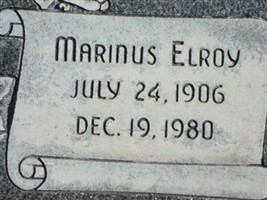 Marinus Elroy
July 24, 1906
Dec. 19, 1980